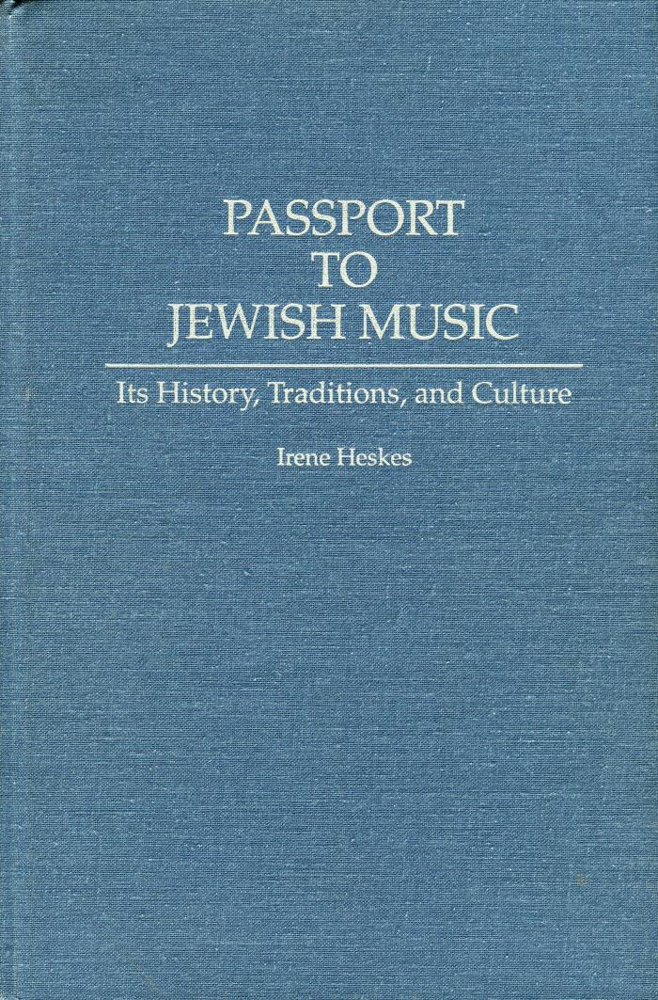 PASSPORT
TO
JEWISH MUSIC
Its History, Traditions, and Culture
Irene Heskes